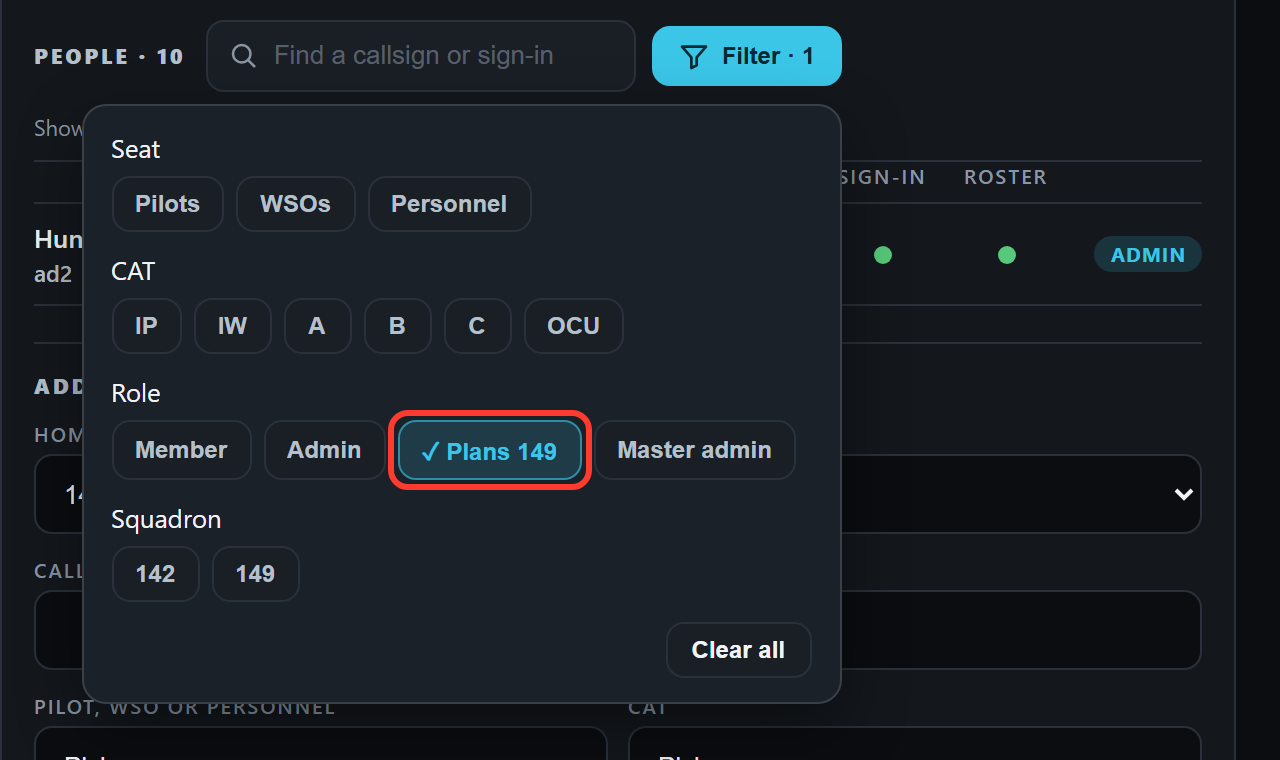 PEOPLE · 10
Find a callsign or sign-in
Filter · 1
Show
Seat
SIGN-IN
ROSTER
Pilots
WSOs
Personnel
Hun
ad2
ADMIN
CAT
IP
IW
A
B
C
OCU
ADD
Role
HOM
Member
Admin
✓ Plans 149
Master admin
14
Squadron
142
149
CALL
Clear all
PILOT, WSO OR PERSONNEL
CAT